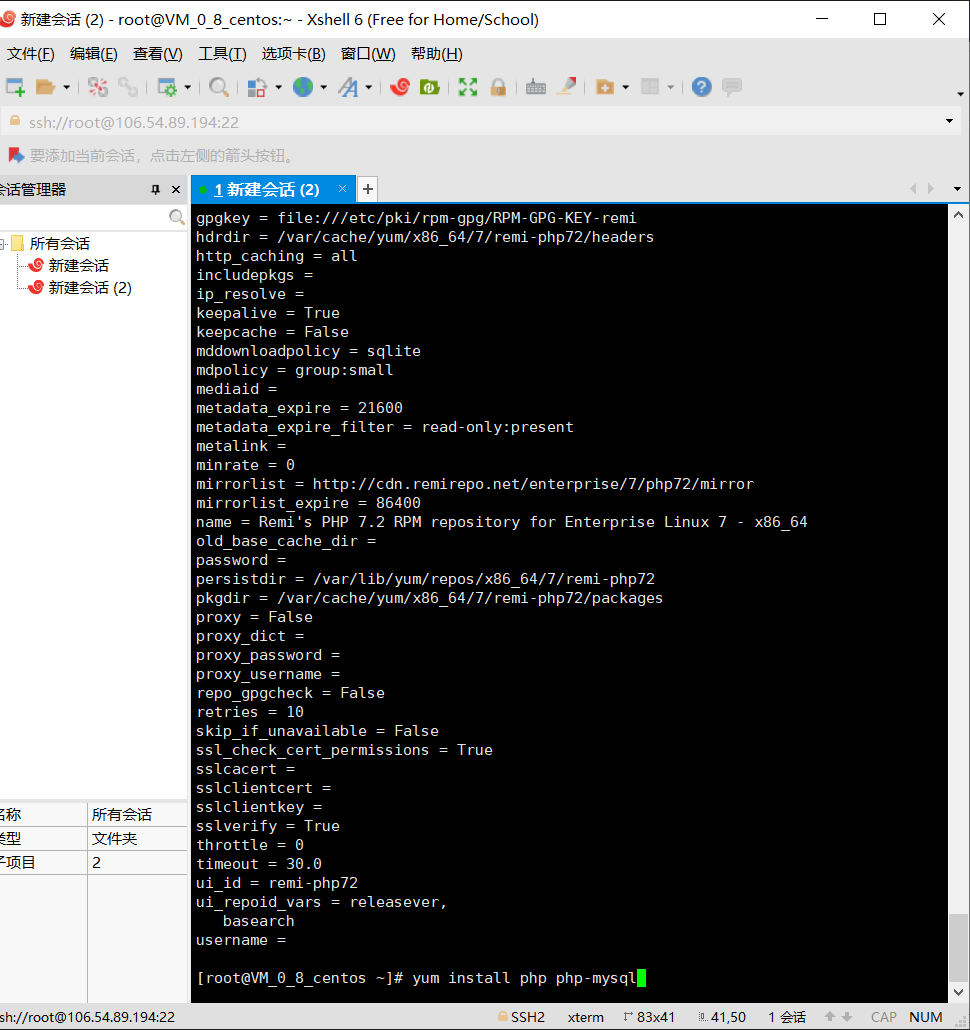 新建会话 (2) - root@VM_0_8_centos:~ - Xshell 6 (Free for Home/School)
文件(F) 编辑(E) 查看(V) 工具(T) 选项卡(B) 窗口(W) 帮助(H)
ssh://root@106.54.89.194:22
要添加当前会话，点击左侧的箭头按钮。
会话管理器
1 新建会话 (2)
所有会话
新建会话
新建会话 (2)
名称 所有会话
类型 文件夹
子项目 2
gpgkey = file:///etc/pki/rpm-gpg/RPM-GPG-KEY-remi
hdrdir = /var/cache/yum/x86_64/7/remi-php72/headers
http_caching = all
includepkgs =
ip_resolve =
keepalive = True
keepcache = False
mddownloadpolicy = sqlite
mdpolicy = group:small
mediaid =
metadata_expire = 21600
metadata_expire_filter = read-only:present
metalink =
minrate = 0
mirrorlist = http://cdn.remirepo.net/enterprise/7/php72/mirror
mirrorlist_expire = 86400
name = Remi's PHP 7.2 RPM repository for Enterprise Linux 7 - x86_64
old_base_cache_dir =
password =
persistdir = /var/lib/yum/repos/x86_64/7/remi-php72
pkgdir = /var/cache/yum/x86_64/7/remi-php72/packages
proxy = False
proxy_dict =
proxy_password =
proxy_username =
repo_gpgcheck = False
retries = 10
skip_if_unavailable = False
ssl_check_cert_permissions = True
sslcacert =
sslclientcert =
sslclientkey =
sslverify = True
throttle = 0
timeout = 30.0
ui_id = remi-php72
ui_repoid_vars = releasever,
basearch
username =
[root@VM_0_8_centos ~]# yum install php php-mysql
sh://root@106.54.89.194:22 SSH2 xterm 83x41 41,50 1 会话 CAP NUM